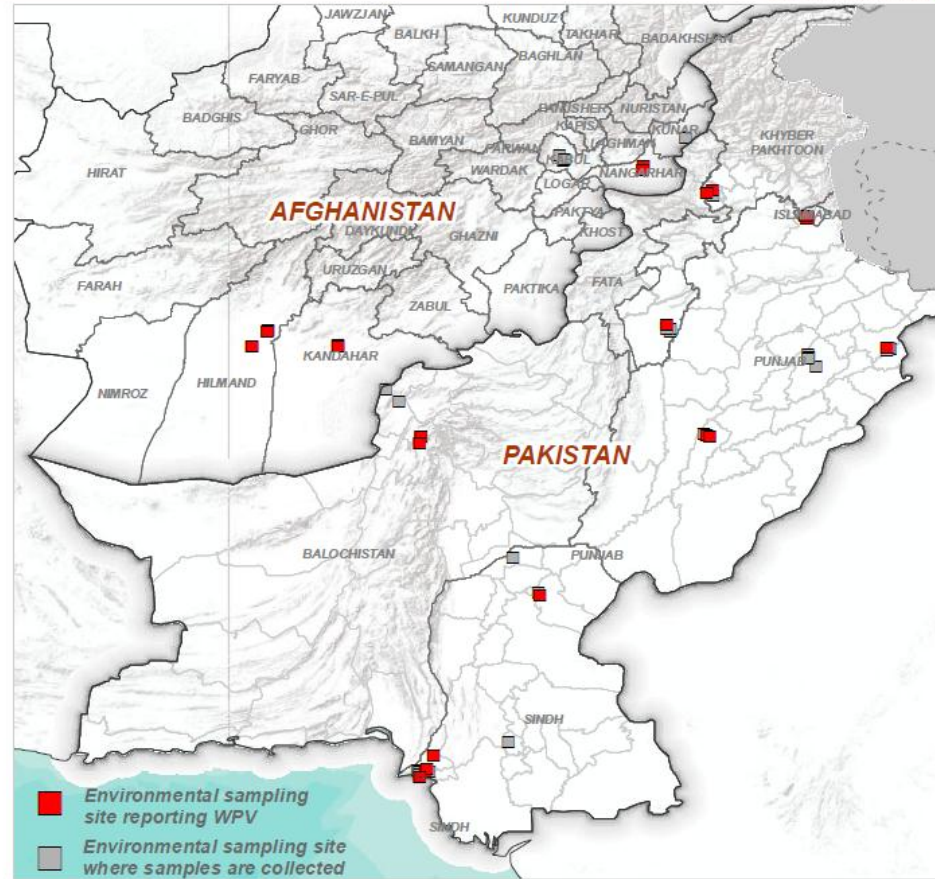 JAWZJAN
KUNDUZ
BALKH
TAKHAR
BADAKHSHAN
BAGHLAN
SAMANGAN
FARYAB
SAR-E-PUL
BADGHIS
PANJSHER
NURISTAN
KAPISA
KUNAR
GHOR
BAMYAN
PARWAN
LAGHMAN
KHYBER
PAKHTOON
KABUL
HIRAT
WARDAK
NANGARHAR
LOGAR
AFGHANISTAN
PAKTYA
ISLAMABAD
DAYKUNDI
GHAZNI
KHOST
URUZGAN
FATA
FARAH
ZABUL
PAKTIKA
KANDAHAR
PUNJAB
HILMAND
NIMROZ
PAKISTAN
BALOCHISTAN
PUNJAB
SINDH
Environmental sampling
site reporting WPV
SINDH
Environmental sampling site
where samples are collected